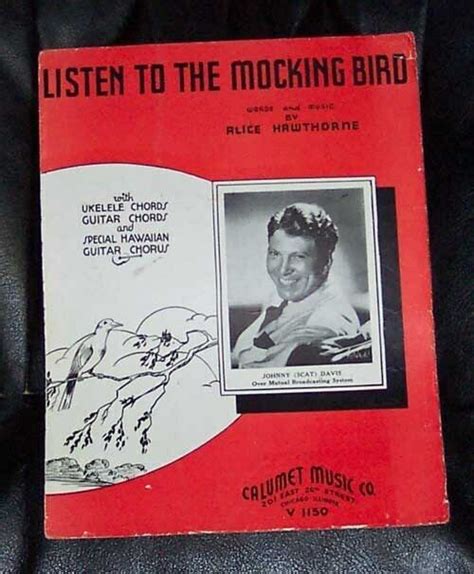 LISTEN TO THE MOCKING BIRD
WORDS AND MUSIC
BY
ALICE HAWTHORNE
with
UKELELE CHORDS
GUITAR CHORDS
and
SPECIAL HAWAIIAN
GUITAR CHORUS
JOHNNY (SCAT) DAVIS
Over Mutual Broadcasting System
CALUMET MUSIC CO.
201 EAST 26TH STREET
CHICAGO ILLINOIS
V 1150